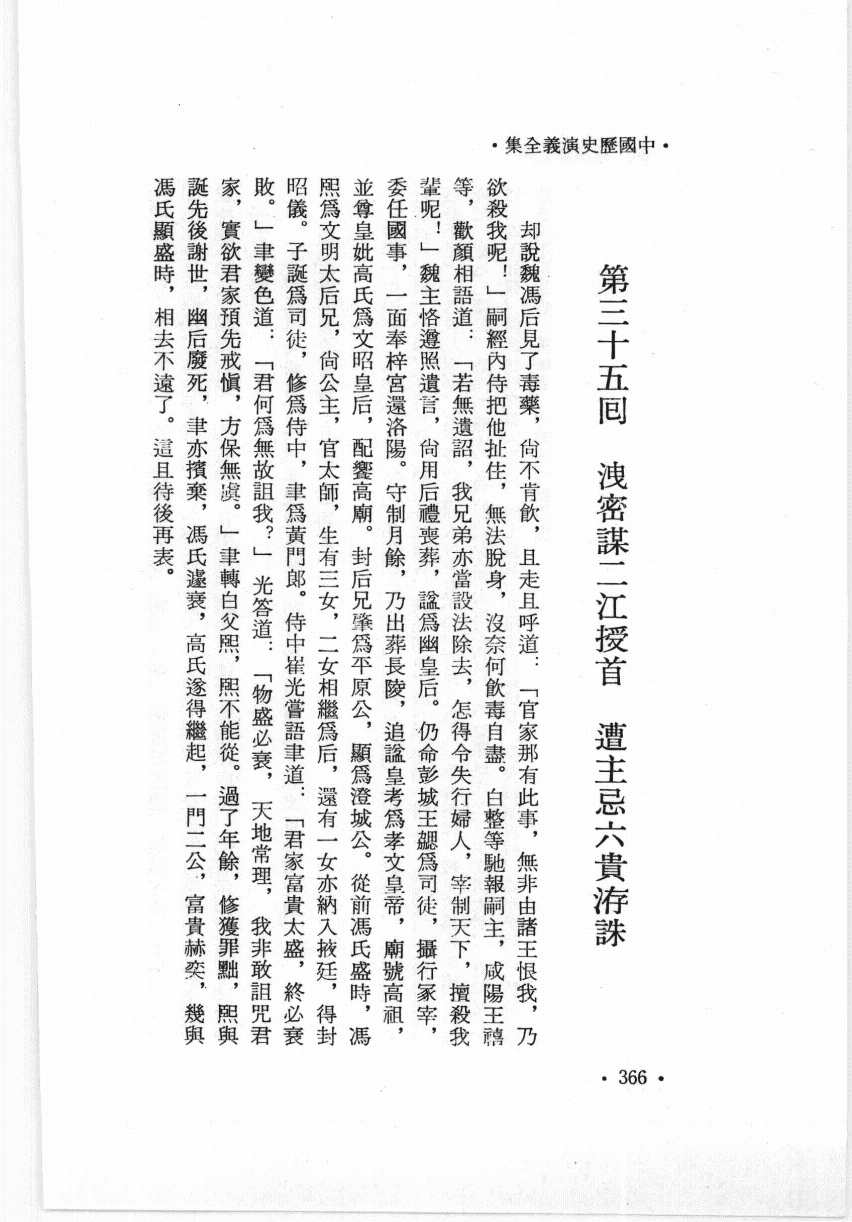 •中國歷史演義全集•
第三十五囘　洩密謀二江授首　遭主忌六貴洊誅
却說魏馮后見了毒藥，尙不肯飲，且走且呼道：「官家那有此事，無非由諸王恨我，乃
欲殺我呢！」嗣經內侍把他扯住，無法脫身，沒奈何飲毒自盡。白整等馳報嗣主，咸陽王禧
等，歡顏相語道：「若無遺詔，我兄弟亦當設法除去，怎得令失行婦人，宰制天下，擅殺我
輩呢！」魏主恪遵照遺言，尙用后禮喪葬，諡爲幽皇后。仍命彭城王勰爲司徒，攝行冢宰，
委任國事，一面奉梓宮還洛陽。守制月餘，乃出葬長陵，追諡皇考爲孝文皇帝，廟號高祖，
並尊皇妣高氏爲文昭皇后，配饗高廟。封后兄肇爲平原公，顯爲澄城公。從前馮氏盛時，馮
熙爲文明太后兄，尙公主，官太師，生有三女，二女相繼爲后，還有一女亦納入掖廷，得封
昭儀。子誕爲司徒，修爲侍中，聿爲黃門郎。侍中崔光嘗語聿道：「君家富貴太盛，終必衰
敗。」聿變色道：「君何爲無故詛我？」光答道：「物盛必衰，天地常理，我非敢詛咒君
家，實欲君家預先戒愼，方保無虞。」聿轉白父熙，熙不能從。過了年餘，修獲罪黜，熙與
誕先後謝世，幽后廢死，聿亦擯棄，馮氏遽衰，高氏遂得繼起，一門二公，富貴赫奕，幾與
馮氏顯盛時，相去不遠了。這且待後再表。
• 366 •